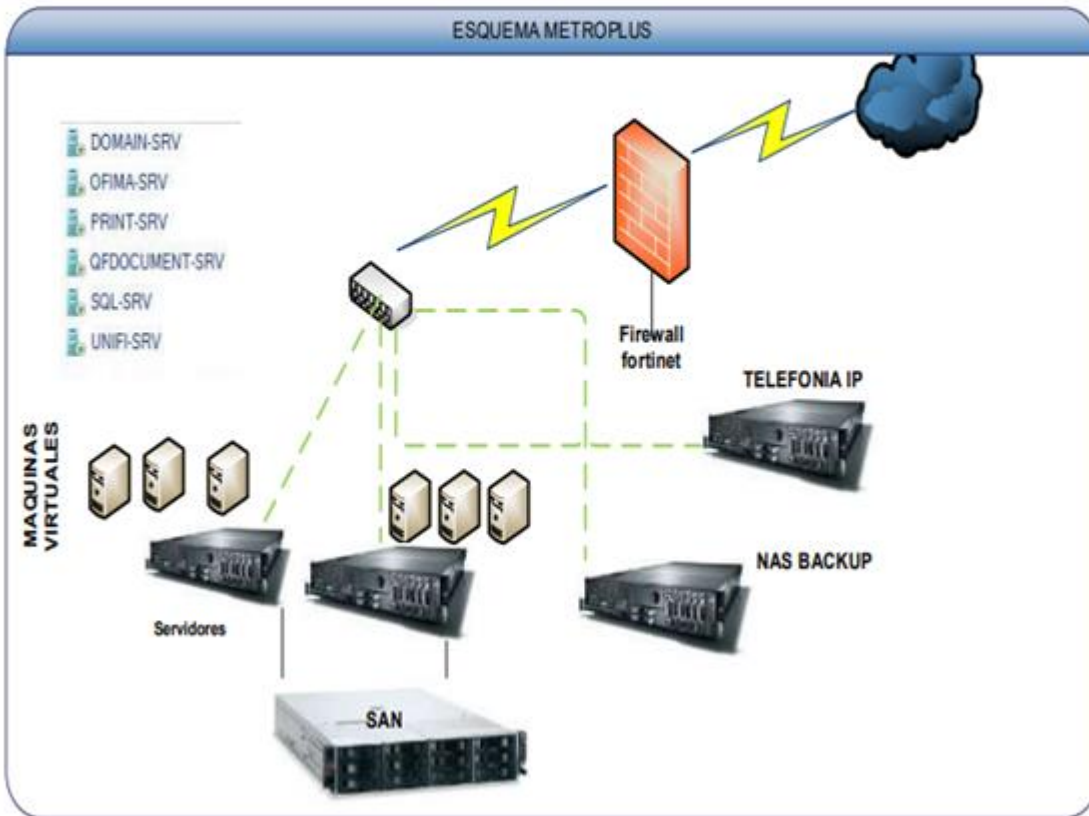 ESQUEMA METROPLUS
DOMAIN-SRV
OFIMA-SRV
PRINT-SRV
QFDOCUMENT-SRV
SQL-SRV
UNIFI-SRV
Firewall
fortinet
TELEFONIA IP
MAQUINAS
VIRTUALES
NAS BACKUP
Servidores
SAN